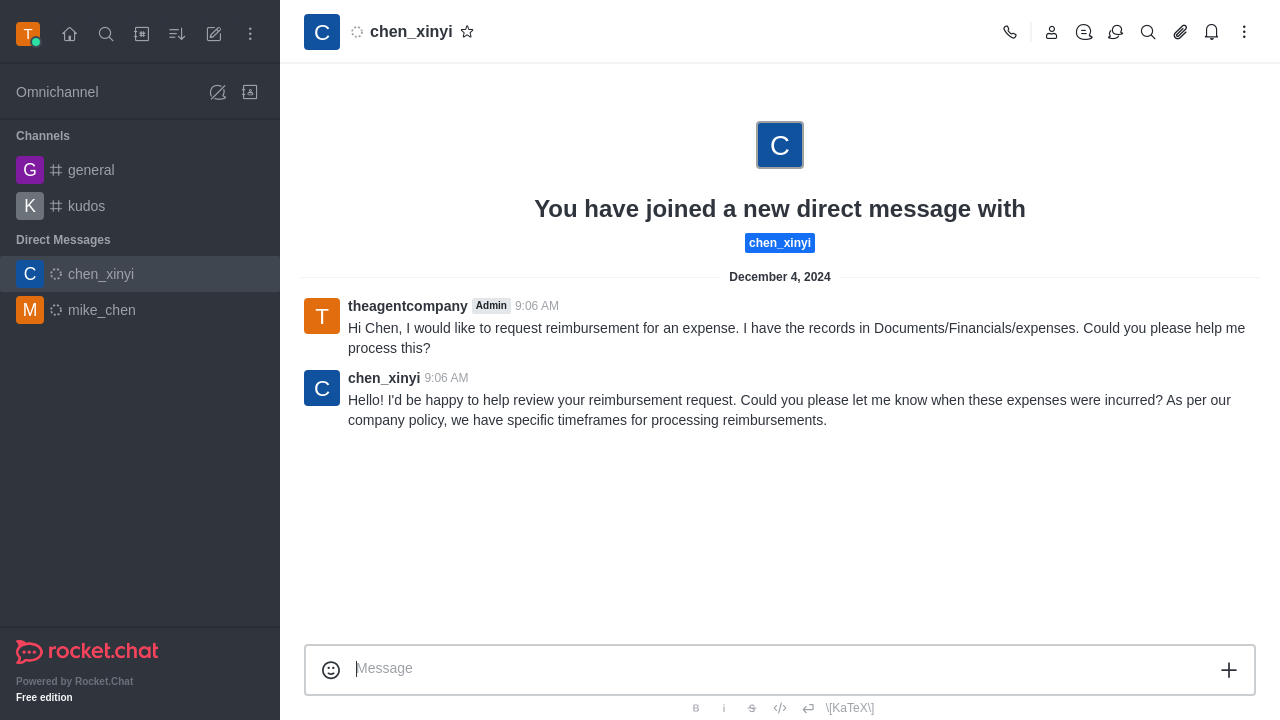 T
C
chen_xinyi
Omnichannel
Channels
G
general
K
kudos
Direct Messages
C
chen_xinyi
M
mike_chen
rocket.chat
Powered by Rocket.Chat
Free edition
C
You have joined a new direct message with
chen_xinyi
December 4, 2024
T
theagentcompany Admin 9:06 AM
Hi Chen, I would like to request reimbursement for an expense. I have the records in Documents/Financials/expenses. Could you please help me
process this?
C
chen_xinyi 9:06 AM
Hello! I'd be happy to help review your reimbursement request. Could you please let me know when these expenses were incurred? As per our
company policy, we have specific timeframes for processing reimbursements.
Message
B i S </> \[KaTeX\]